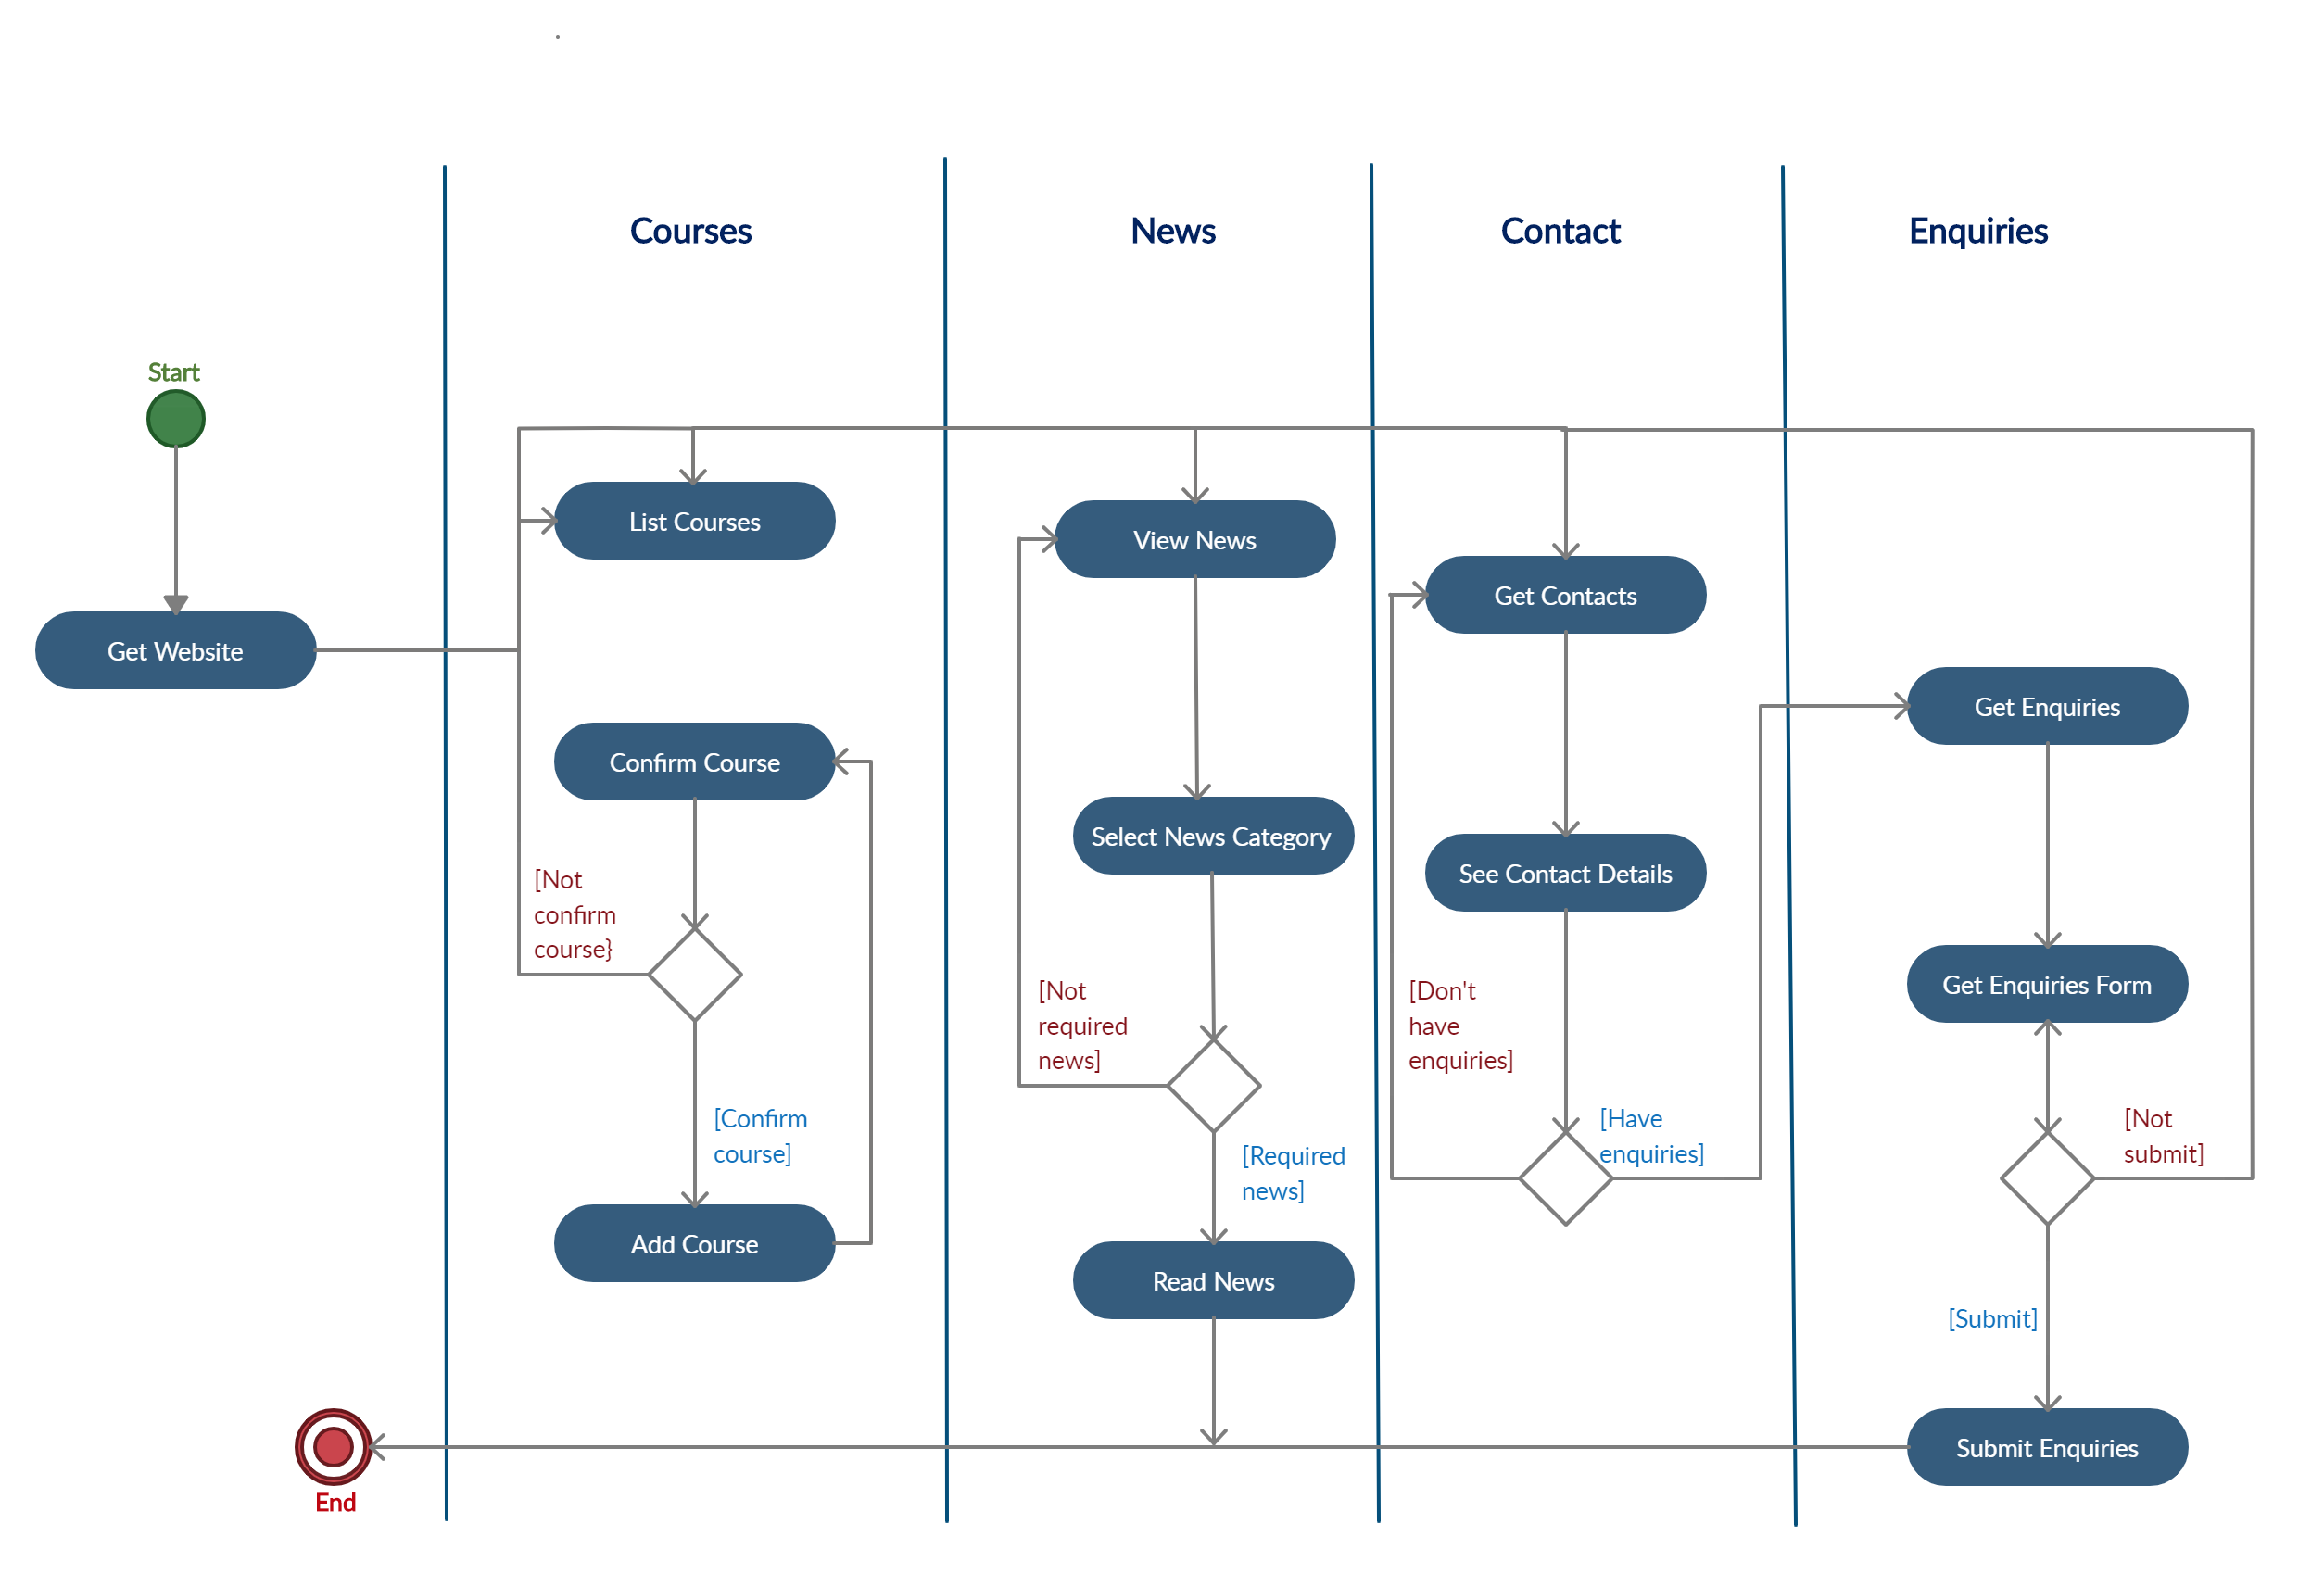 Courses
News
Contact
Enquiries
Start
List Courses
View News
Get Contacts
Get Website
Get Enquiries
Confirm Course
Select News Category
See Contact Details
[Not
confirm
course}
Get Enquiries Form
[Not
required
news]
[Don't
have
enquiries]
[Confirm
course]
[Have
enquiries]
[Not
submit]
[Required
news]
Add Course
Read News
[Submit]
Submit Enquiries
End